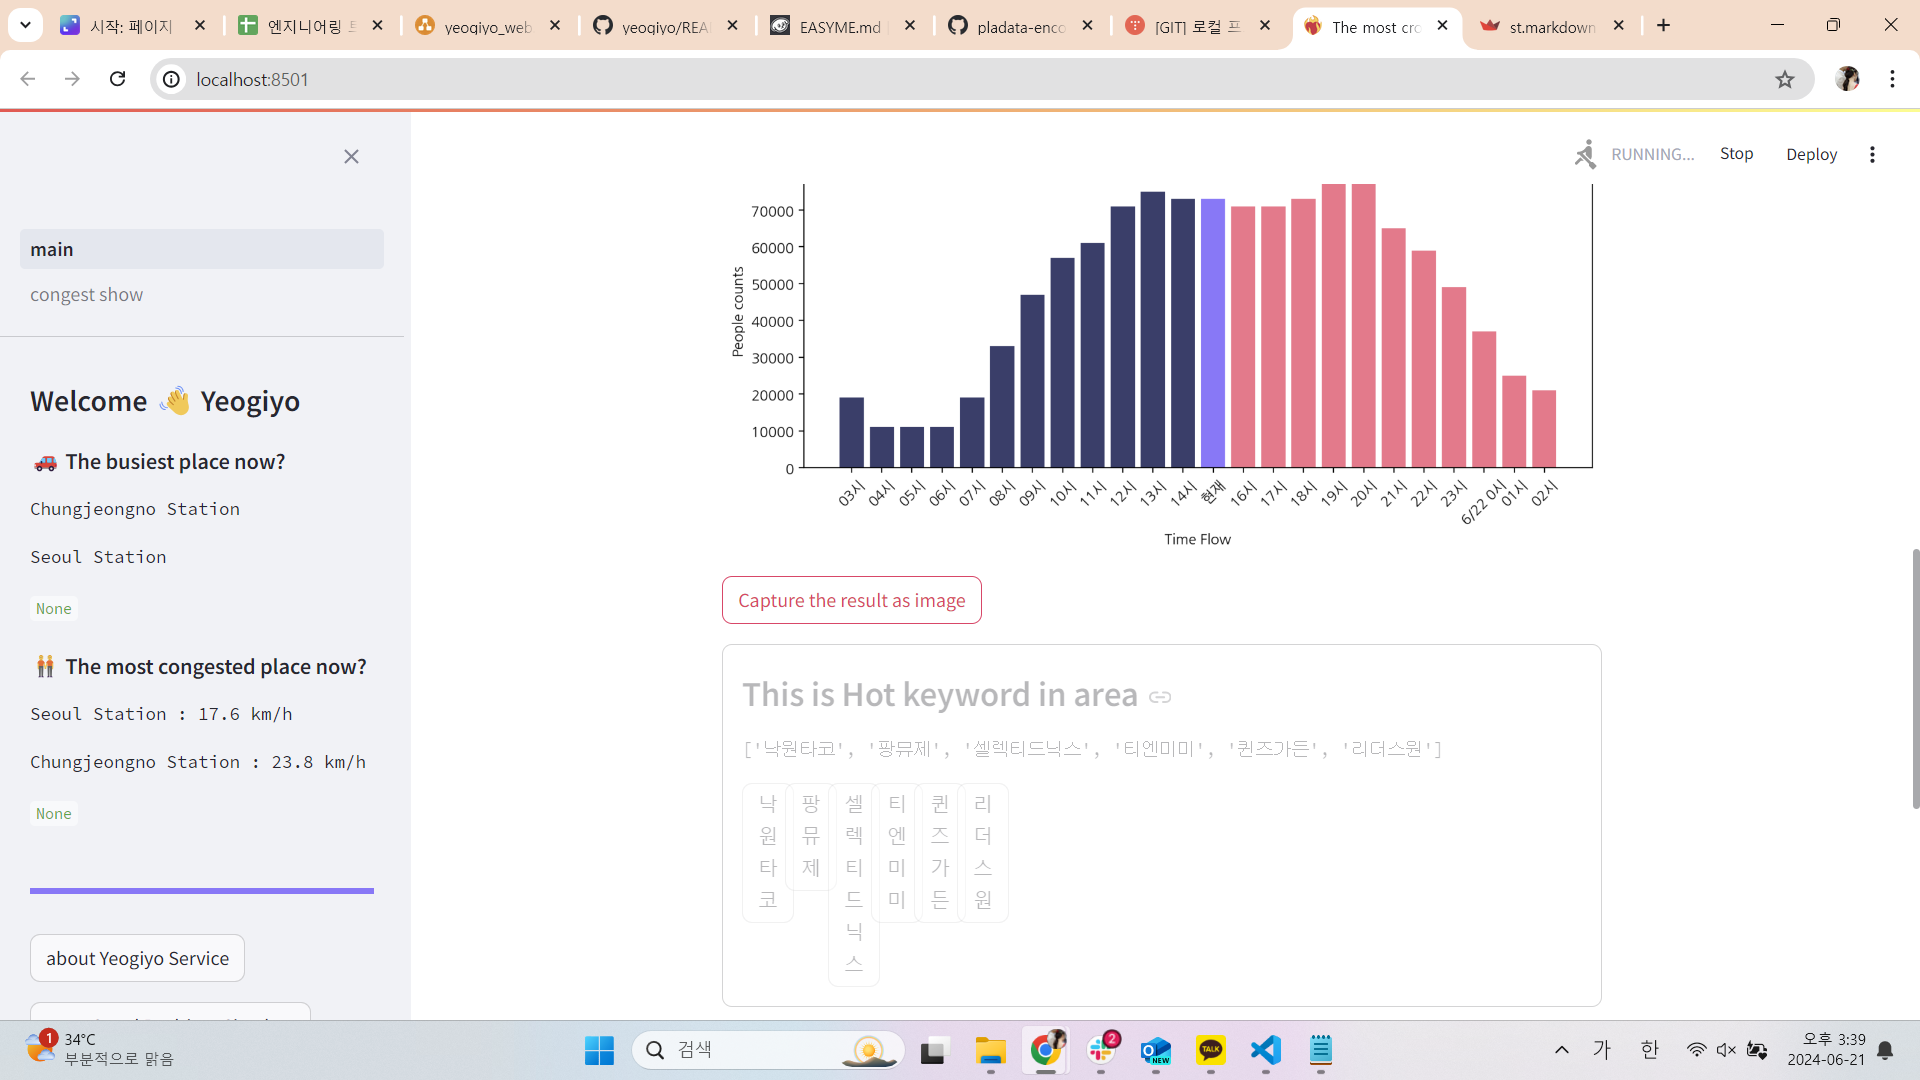 시작: 페이지
엔지니어링 트
yeogiyo_web
yeogiyo/REA
EASYME.md
pladata-enco
[GIT] 로컬 프
The most cro
st.markdown
localhost:8501
RUNNING...
Stop
Deploy
main
congest show
Welcome 👋 Yeogiyo
🚗 The busiest place now?
Chungjeongno Station
Seoul Station
None
👬 The most congested place now?
Seoul Station : 17.6 km/h
Chungjeongno Station : 23.8 km/h
None
about Yeogiyo Service
People counts
70000
60000
50000
40000
30000
20000
10000
0
03시 04시 05시 06시 07시 08시 09시 10시 11시 12시 13시 14시 현재 16시 17시 18시 19시 20시 21시 22시 23시 6/22 0시 01시 02시
Time Flow
Capture the result as image
This is Hot keyword in area
['낙원타코', '팡뮤제', '셀렉티드닉스', '티엔미미', '퀸즈가든', '리더스원']
낙원타코
팡뮤제
셀렉티드닉스
티엔미미
퀸즈가든
리더스원
1
34°C
부분적으로 맑음
검색
2
NEW
TALK
가
한
오후 3:39
2024-06-21